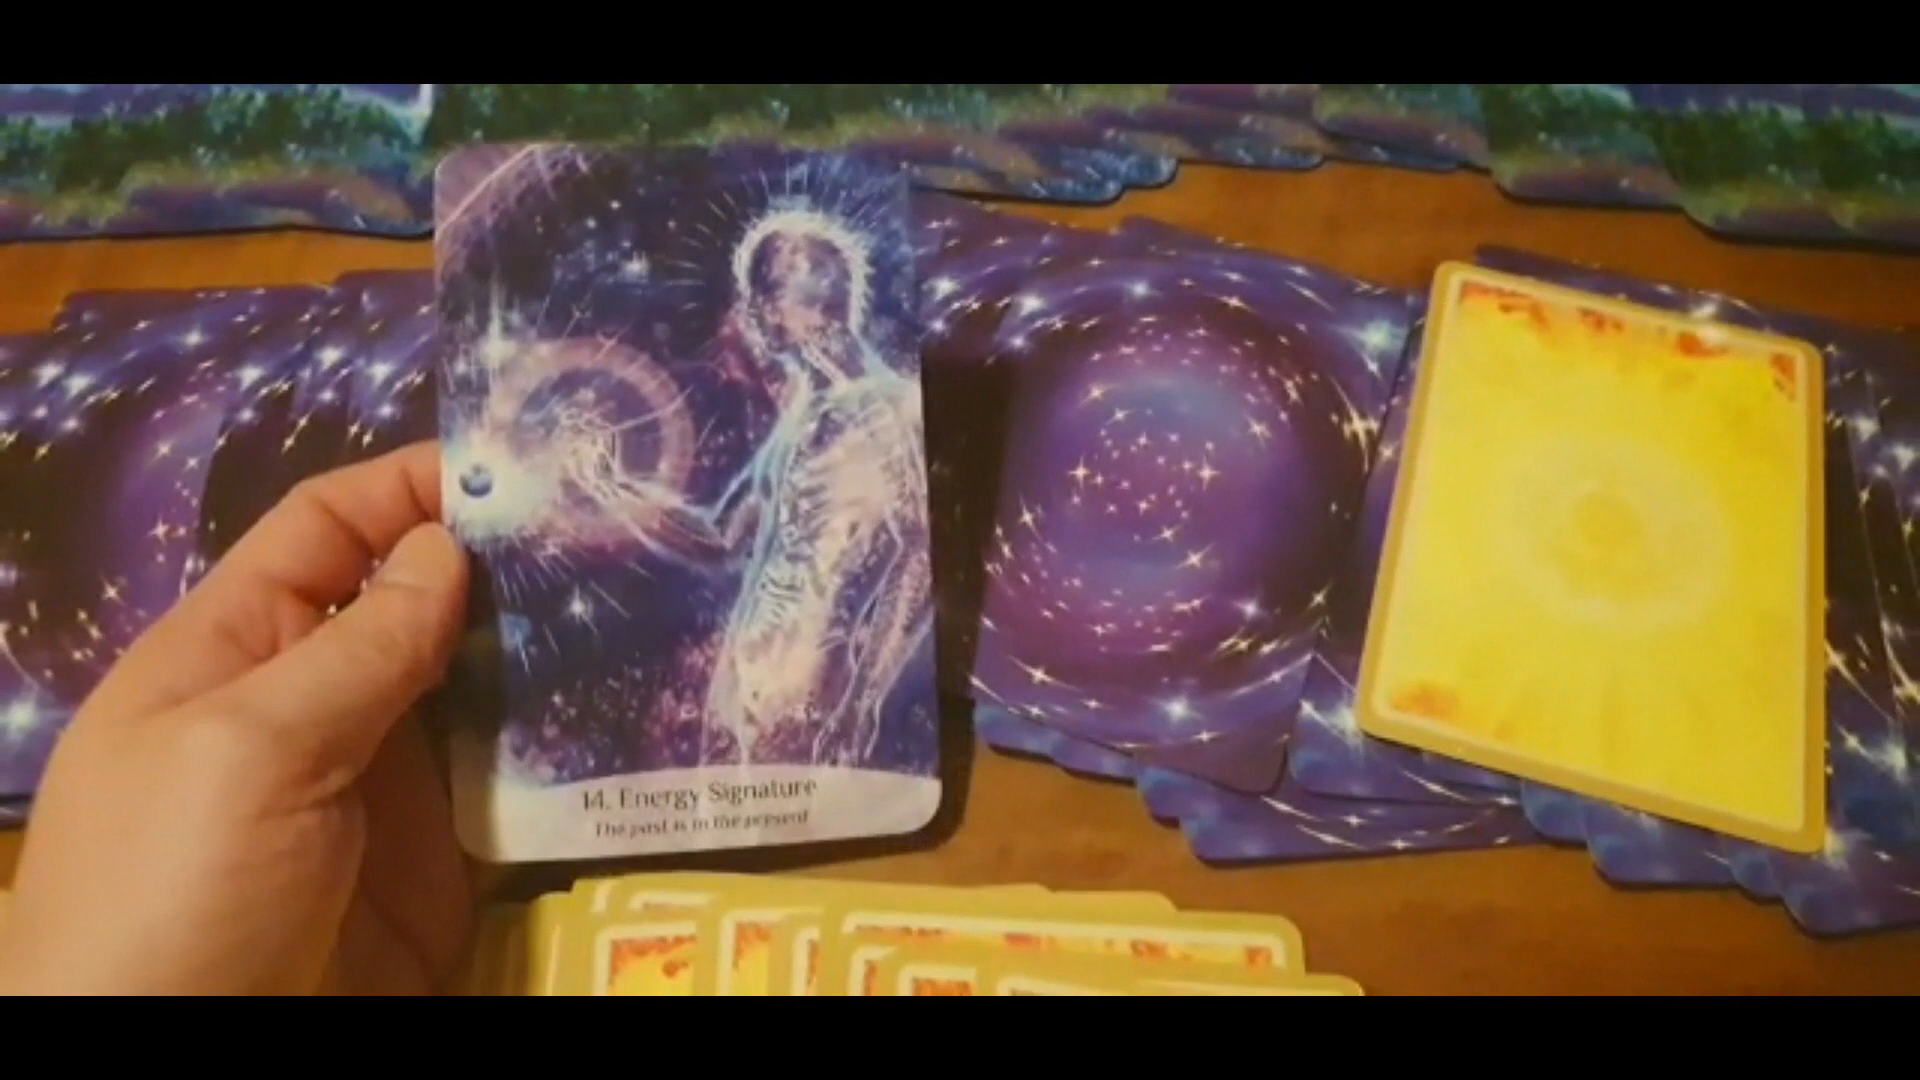 14. Energy Signature
The past is in the present